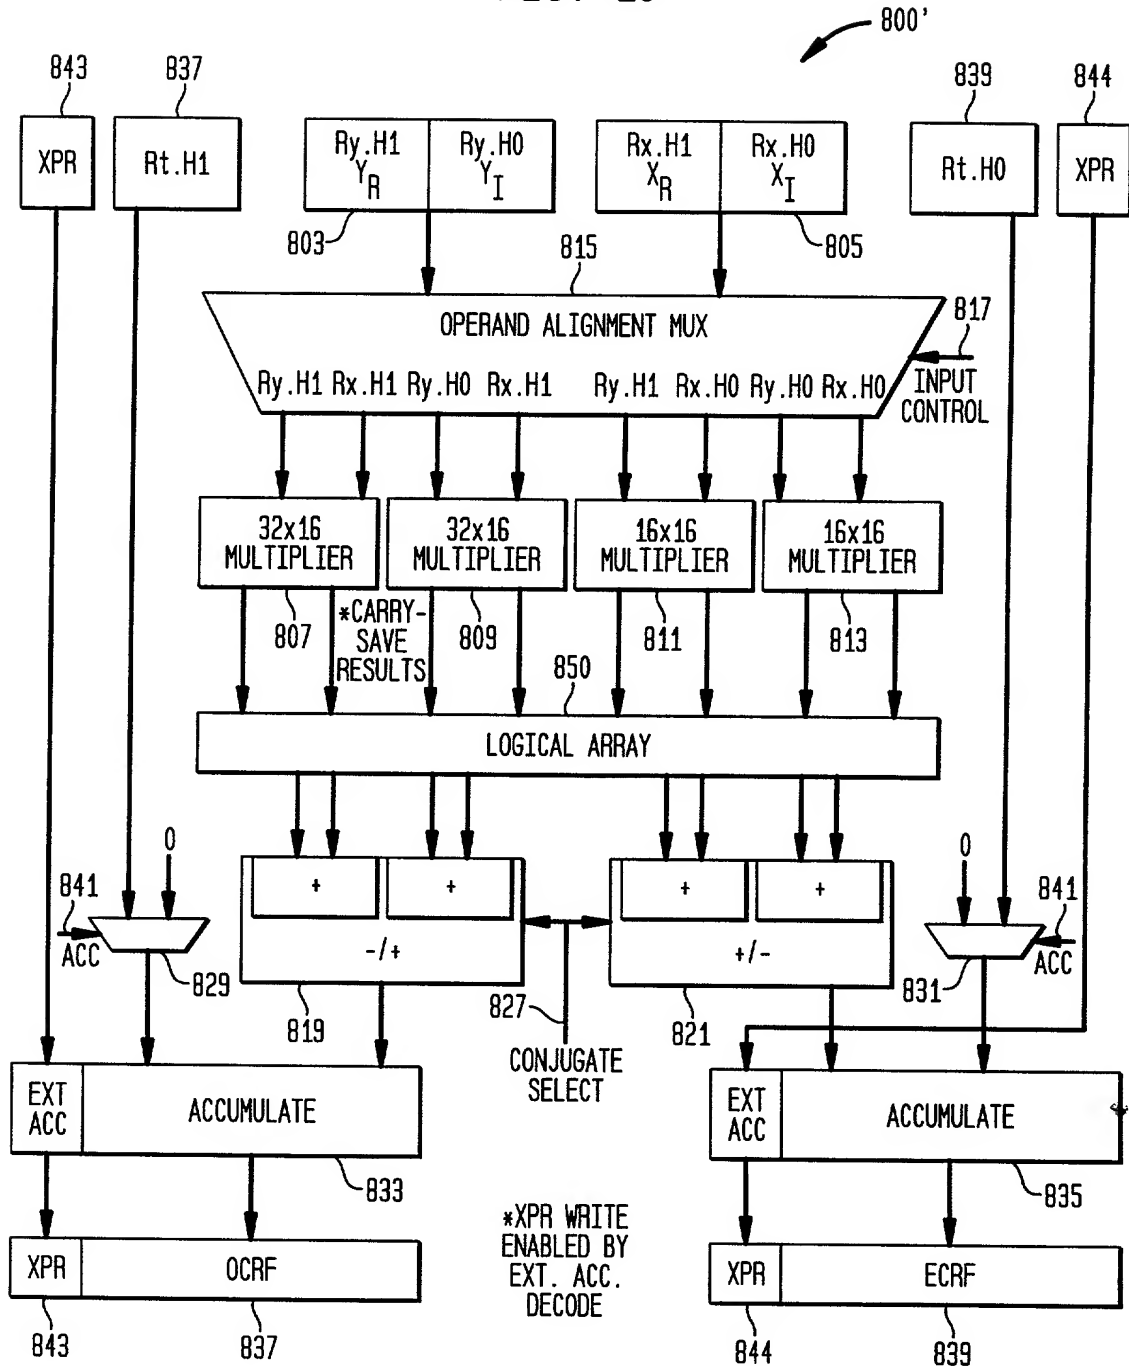 800'
843
837
839
844
XPR
Rt.H1
Ry.H1
YR
Ry.H0
YI
Rx.H1
XR
Rx.H0
XI
Rt.H0
XPR
803
815
805
OPERAND ALIGNMENT MUX
817
INPUT
CONTROL
Ry.H1 Rx.H1 Ry.H0 Rx.H1 Ry.H1 Rx.H0 Ry.H0 Rx.H0
32x16
MULTIPLIER
32x16
MULTIPLIER
16x16
MULTIPLIER
16x16
MULTIPLIER
807
*CARRY-
SAVE
RESULTS
809
811
813
850
LOGICAL ARRAY
0
0
841
ACC
829
+
+
-/+
+
+
+/-
841
ACC
831
819
827
821
CONJUGATE
SELECT
EXT
ACC
ACCUMULATE
833
EXT
ACC
ACCUMULATE
835
*XPR WRITE
ENABLED BY
EXT. ACC.
DECODE
XPR
OCRF
XPR
ECRF
843
837
844
839